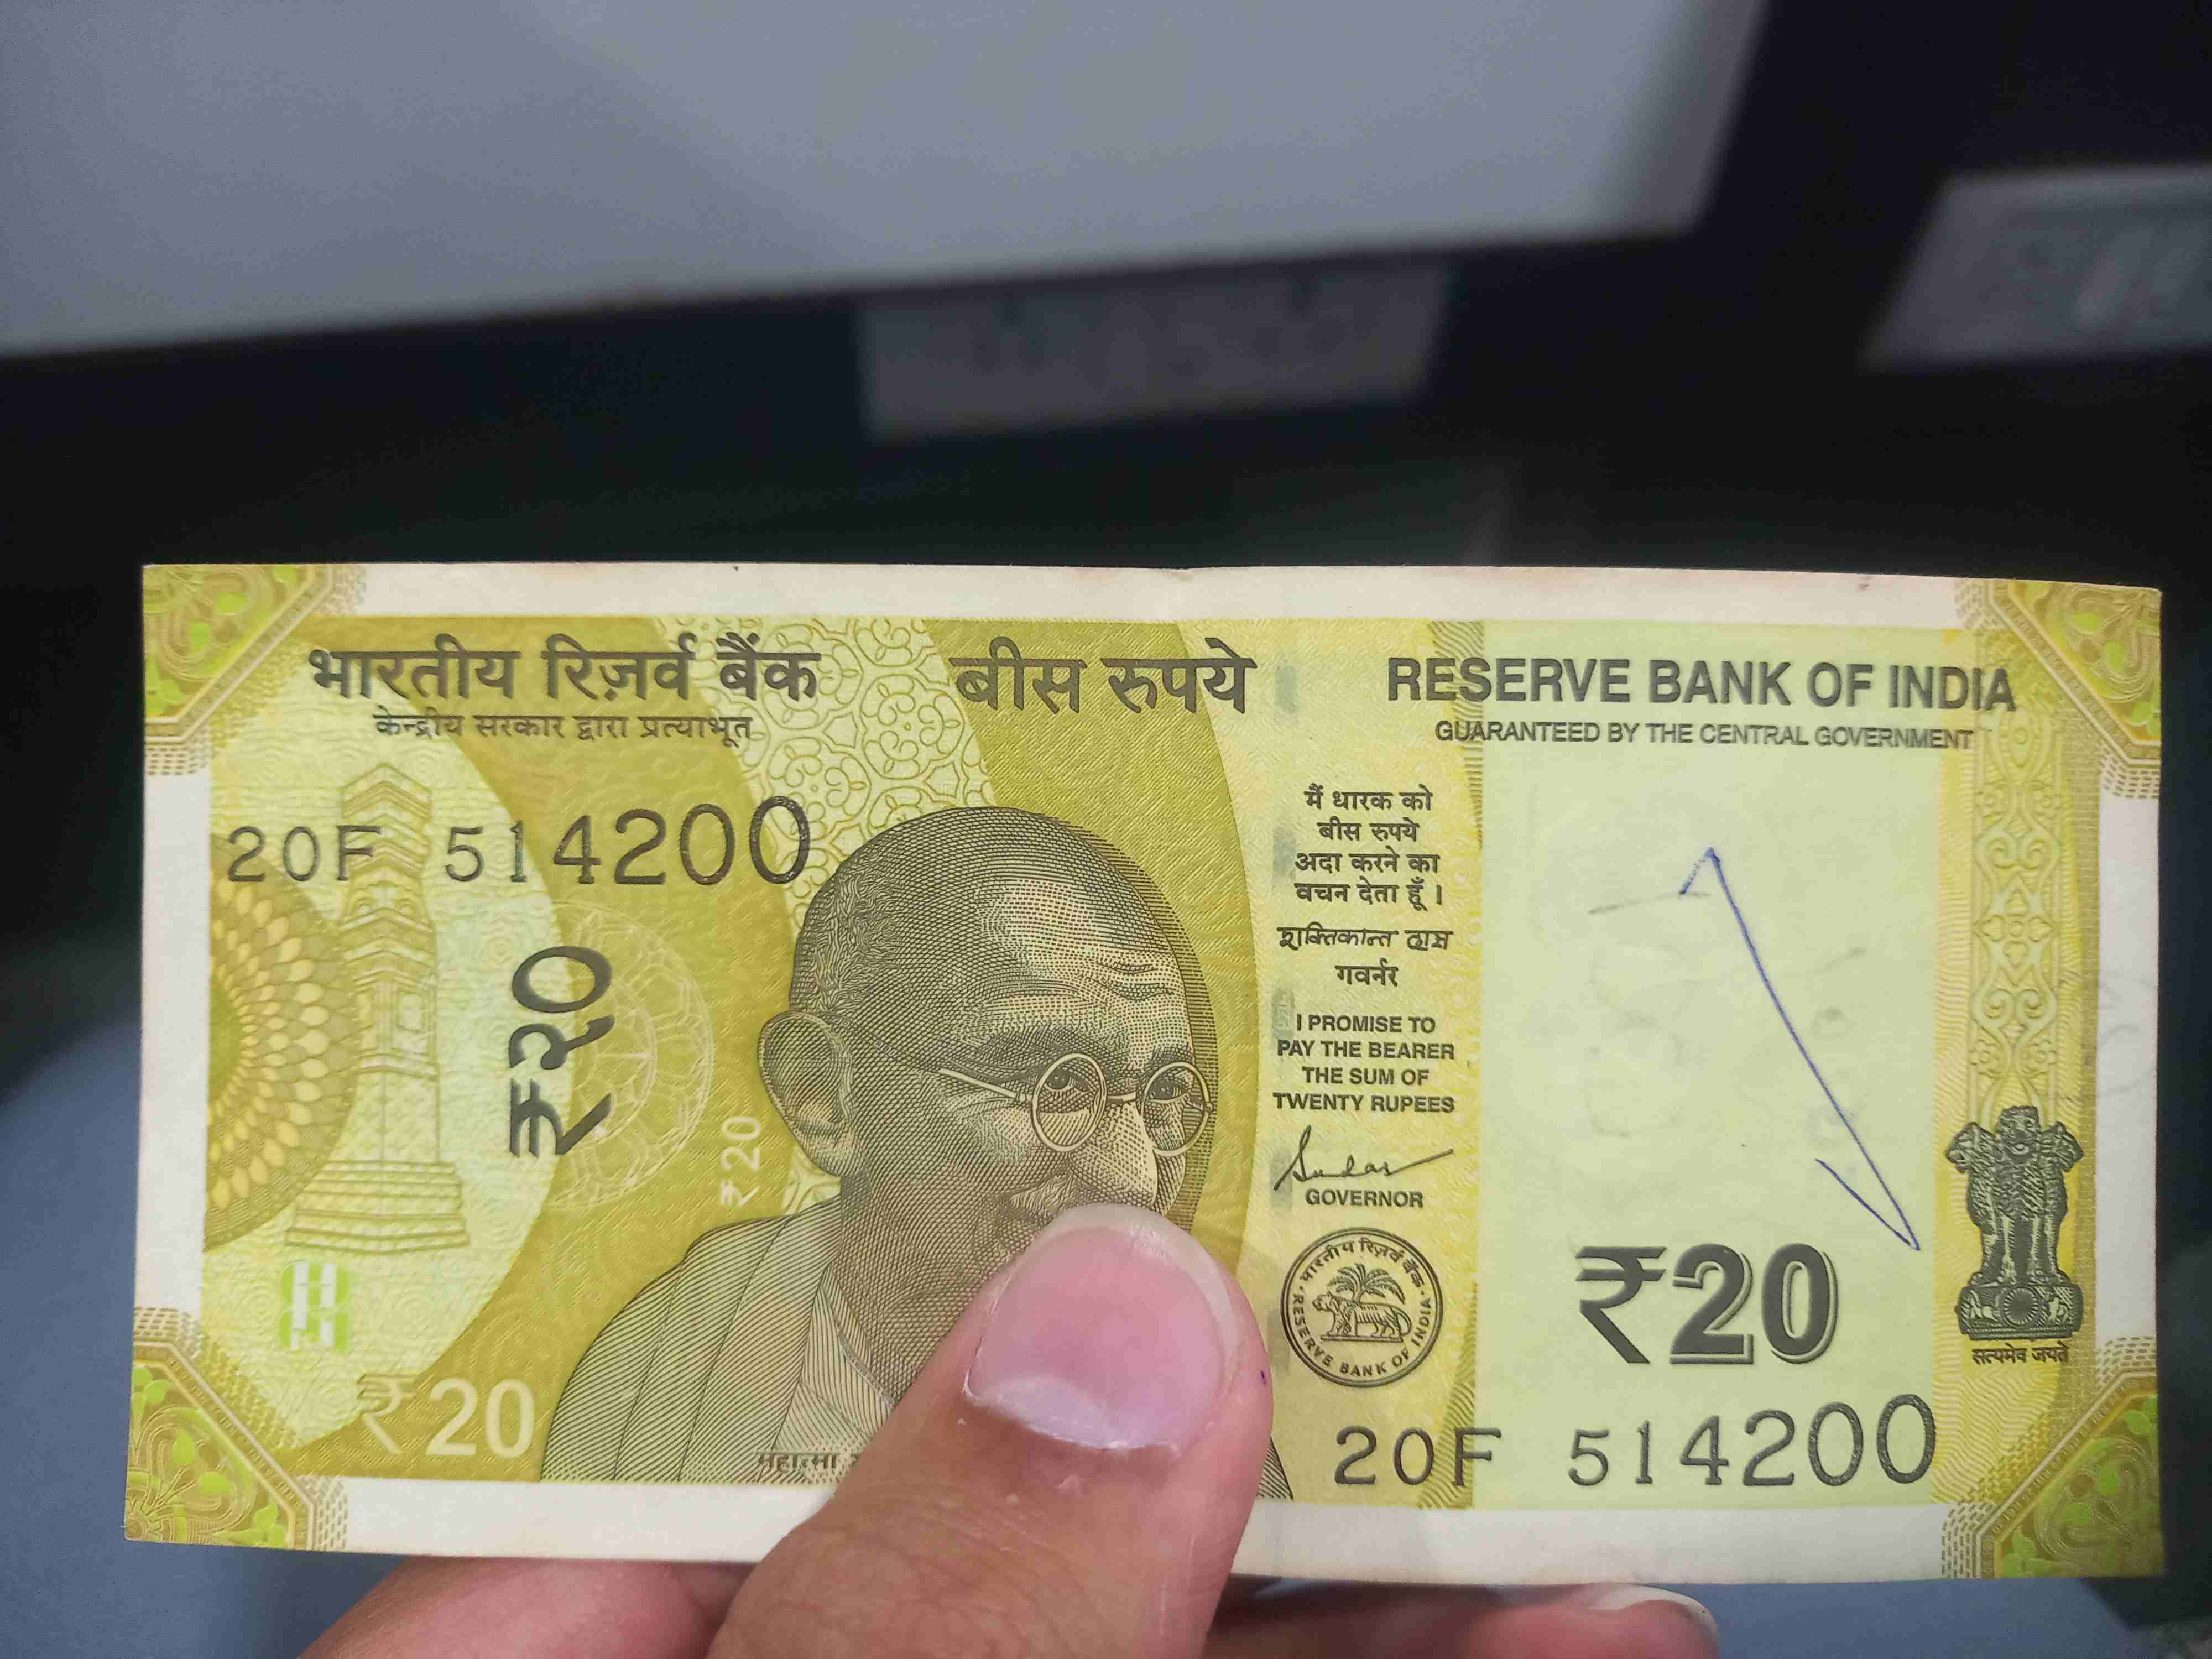 भारतीय रिज़र्व बैंक
केन्द्रीय सरकार द्वारा प्रत्याभूत
बीस रुपये
RESERVE BANK OF INDIA
GUARANTEED BY THE CENTRAL GOVERNMENT
20F 514200
₹२०
₹20
₹20
महात्मा
मैं धारक को
बीस रुपये
अदा करने का
वचन देता हूँ ।
शक्तिकान्त दास
गवर्नर
I PROMISE TO
PAY THE BEARER
THE SUM OF
TWENTY RUPEES
GOVERNOR
भारतीय रिज़र्व बैंक
RESERVE BANK OF INDIA
₹20
सत्यमेव जयते
20F 514200